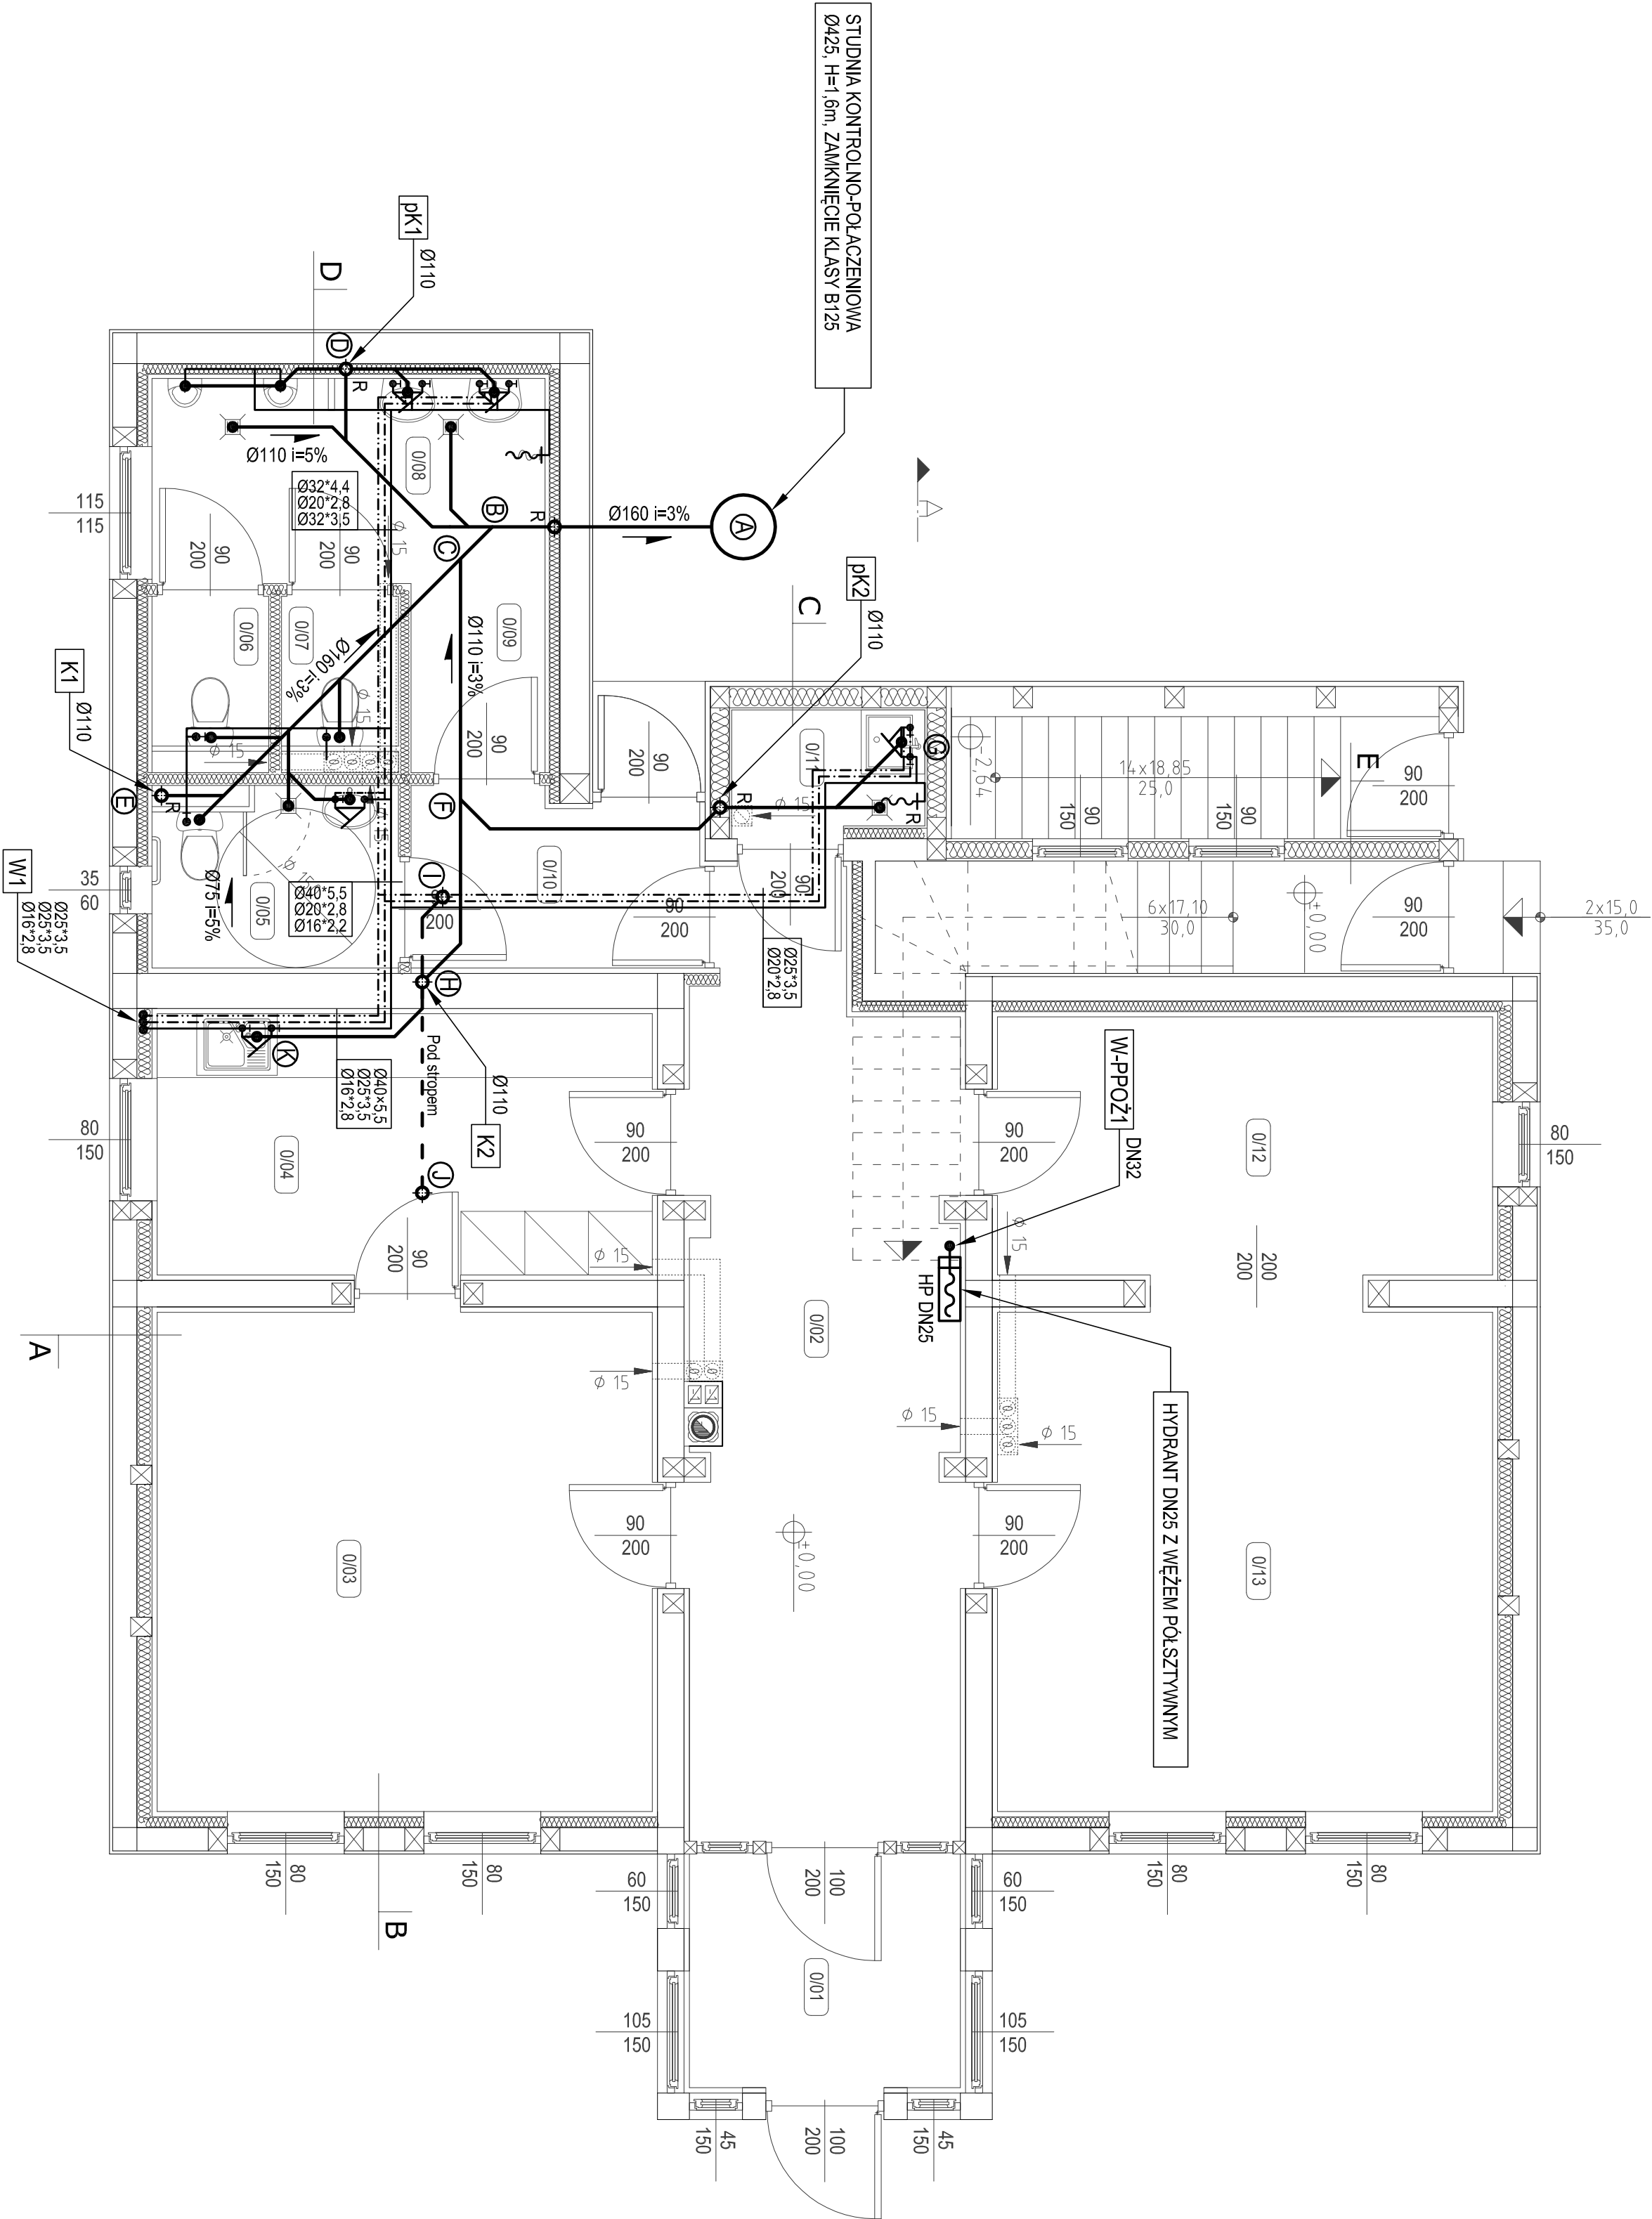 STUDNIA KONTROLNO-POŁĄCZENIOWA
Ø425, H=1,6m, ZAMKNIĘCIE KLASY B125
pK1
Ø110
D
D
R
Ø110 i=5%
0/08
Ø32*4,4
Ø20*2,8
Ø32*3,5
B
R
Ø160 i=3%
A
C
115
115
90
200
90
200
ϕ 15
0/06
0/07
Ø160 i=3%
Ø110 i=3%
0/09
ϕ 15
ϕ 15
90
200
90
200
pK2
Ø110
C
0/11
G
R
R
ϕ 15
-2,64
14x18,85
25,0
E
90
200
90
150
90
150
K1
Ø110
E
R
F
0/10
I
200
90
200
90
200
Ø25*3,5
Ø20*2,8
W1
Ø25*3,5
Ø25*3,5
Ø16*2,8
35
60
Ø75 i=5%
0/05
ϕ 15
Ø40*5,5
Ø20*2,8
Ø16*2,2
6x17,10
30,0
±0,00
90
200
2x15,0
35,0
H
K
Pod stropem
Ø40×5,5
Ø25*3,5
Ø16*2,8
Ø110
K2
J
80
150
0/04
90
200
90
200
90
200
W-PPOŻ1
DN32
HP DN25
0/12
80
150
200
200
ϕ 15
ϕ 15
ϕ 15
ϕ 15
ϕ 15
0/02
A
HYDRANT DN25 Z WĘŻEM PÓŁSZTYWNYM
0/03
90
200
±0,00
90
200
0/13
80
150
80
150
B
60
150
100
200
60
150
80
150
80
150
0/01
105
150
105
150
45
150
100
200
45
150